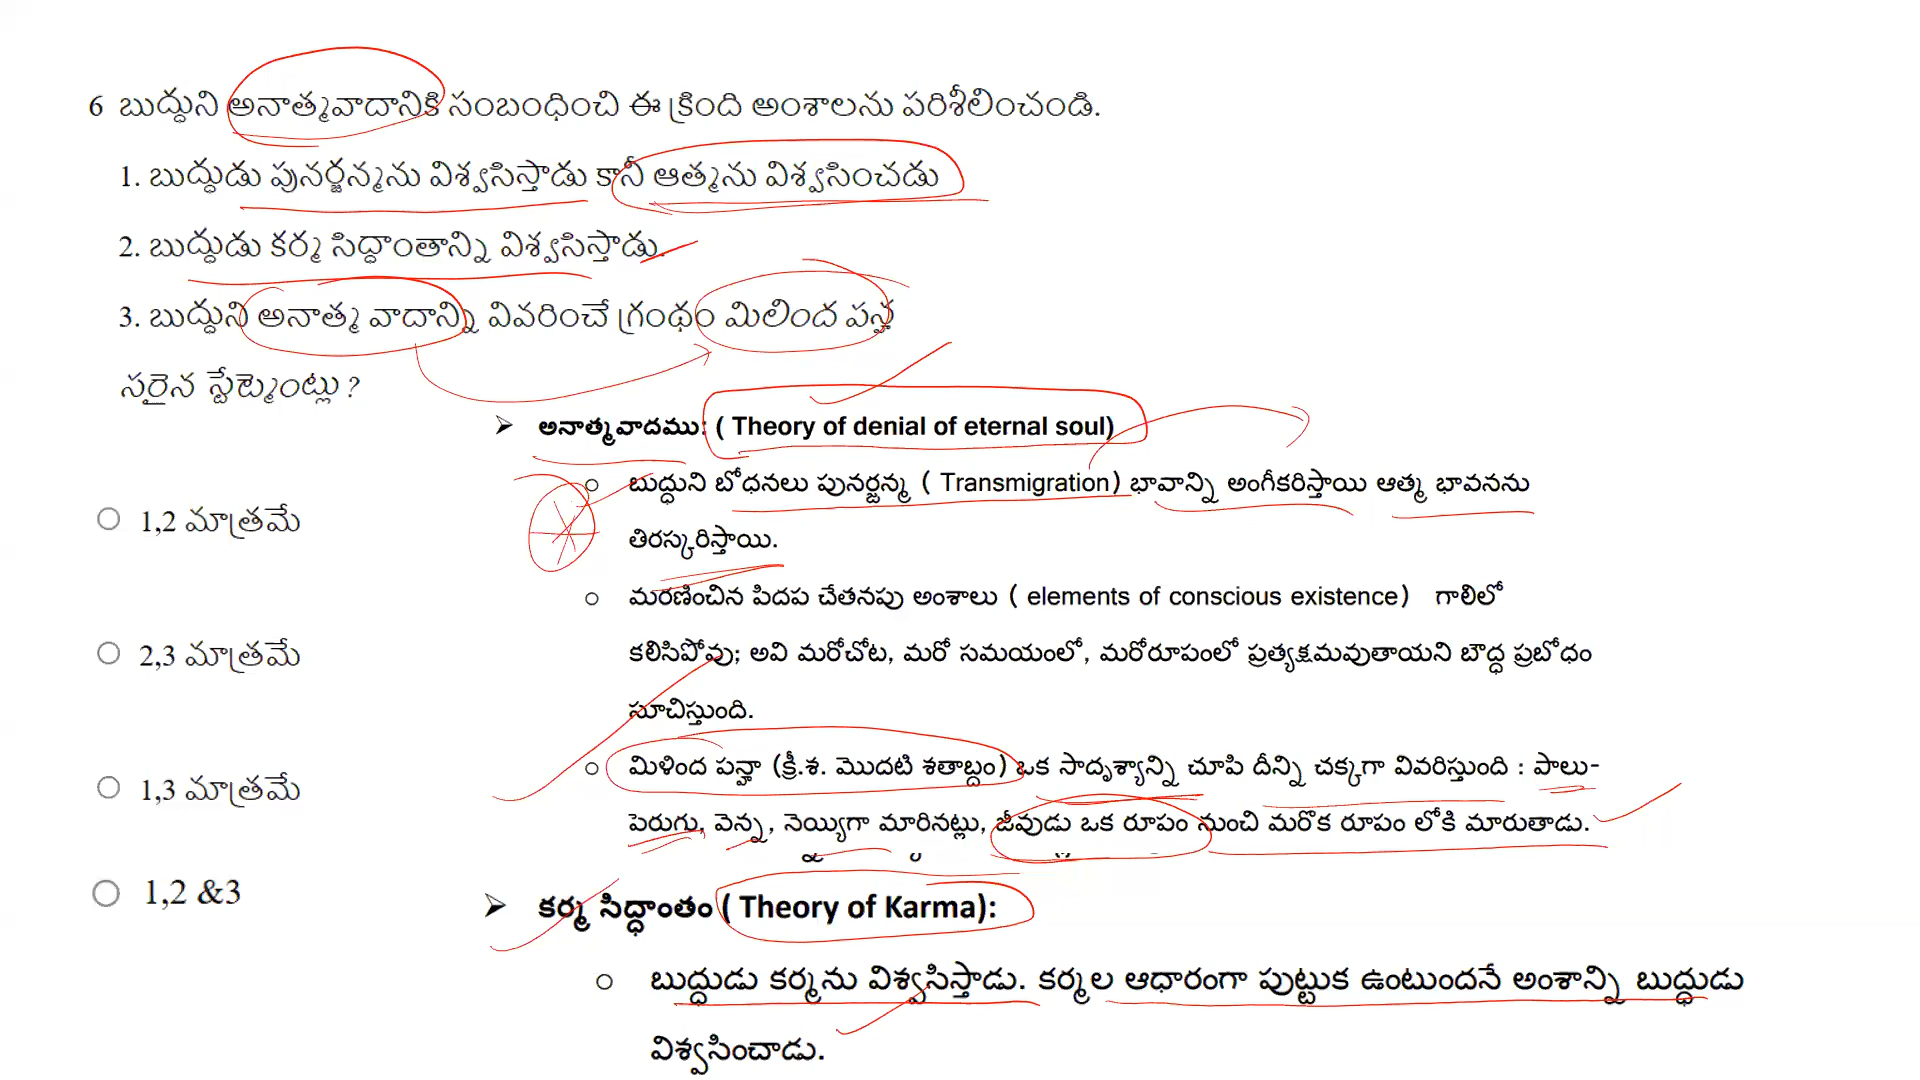 6 బుద్ధుని అనాత్మవాదానికి సంబంధించి ఈ క్రింది అంశాలను పరిశీలించండి.
1. బుద్ధుడు పునర్జన్మను విశ్వసిస్తాడు కానీ ఆత్మను విశ్వసించడు
2. బుద్ధుడు కర్మ సిద్ధాంతాన్ని విశ్వసిస్తాడు.
3. బుద్ధుని అనాత్మ వాదాన్ని వివరించే గ్రంథం మిలింద పన్హ
సరైన స్టేట్మెంట్లు ?
➢ అనాత్మవాదము: ( Theory of denial of eternal soul)
○ బుద్ధుని బోధనలు పునర్జన్మ ( Transmigration) భావాన్ని అంగీకరిస్తాయి ఆత్మ భావనను
తిరస్కరిస్తాయి.
○ మరణించిన పిదప చేతనపు అంశాలు ( elements of conscious existence) గాలిలో
కలిసిపోవు; అవి మరోచోట, మరో సమయంలో, మరోరూపంలో ప్రత్యక్షమవుతాయని బౌద్ధ ప్రబోధం
సూచిస్తుంది.
○ మిళింద పన్హా (క్రీ.శ. మొదటి శతాబ్దం) ఒక సాదృశ్యాన్ని చూపి దీన్ని చక్కగా వివరిస్తుంది : పాలు-
పెరుగు, వెన్న, నెయ్యిగా మారినట్లు, జీవుడు ఒక రూపం నుంచి మరొక రూపం లోకి మారుతాడు.
➢ కర్మ సిద్ధాంతం ( Theory of Karma):
○ బుద్ధుడు కర్మను విశ్వసిస్తాడు. కర్మల ఆధారంగా పుట్టుక ఉంటుందనే అంశాన్ని బుద్ధుడు
విశ్వసించాడు.
1,2 మాత్రమే
2,3 మాత్రమే
1,3 మాత్రమే
1,2 &3